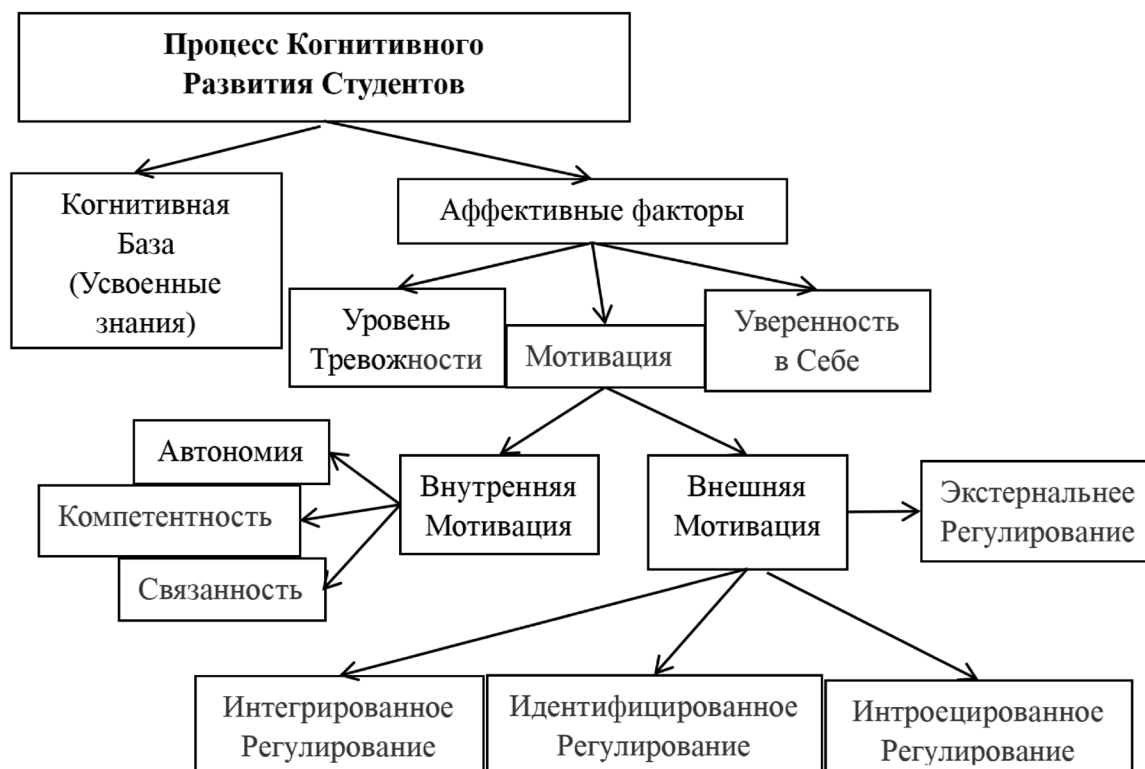 Процесс Когнитивного
Развития Студентов
Когнитивная
База
(Усвоенные
знания)
Аффективные факторы
Уровень
Тревожности
Мотивация
Уверенность
в Себе
Автономия
Компетентность
Связанность
Внутренняя
Мотивация
Внешняя
Мотивация
Экстернальнее
Регулирование
Интегрированное
Регулирование
Идентифицированное
Регулирование
Интроецированное
Регулирование